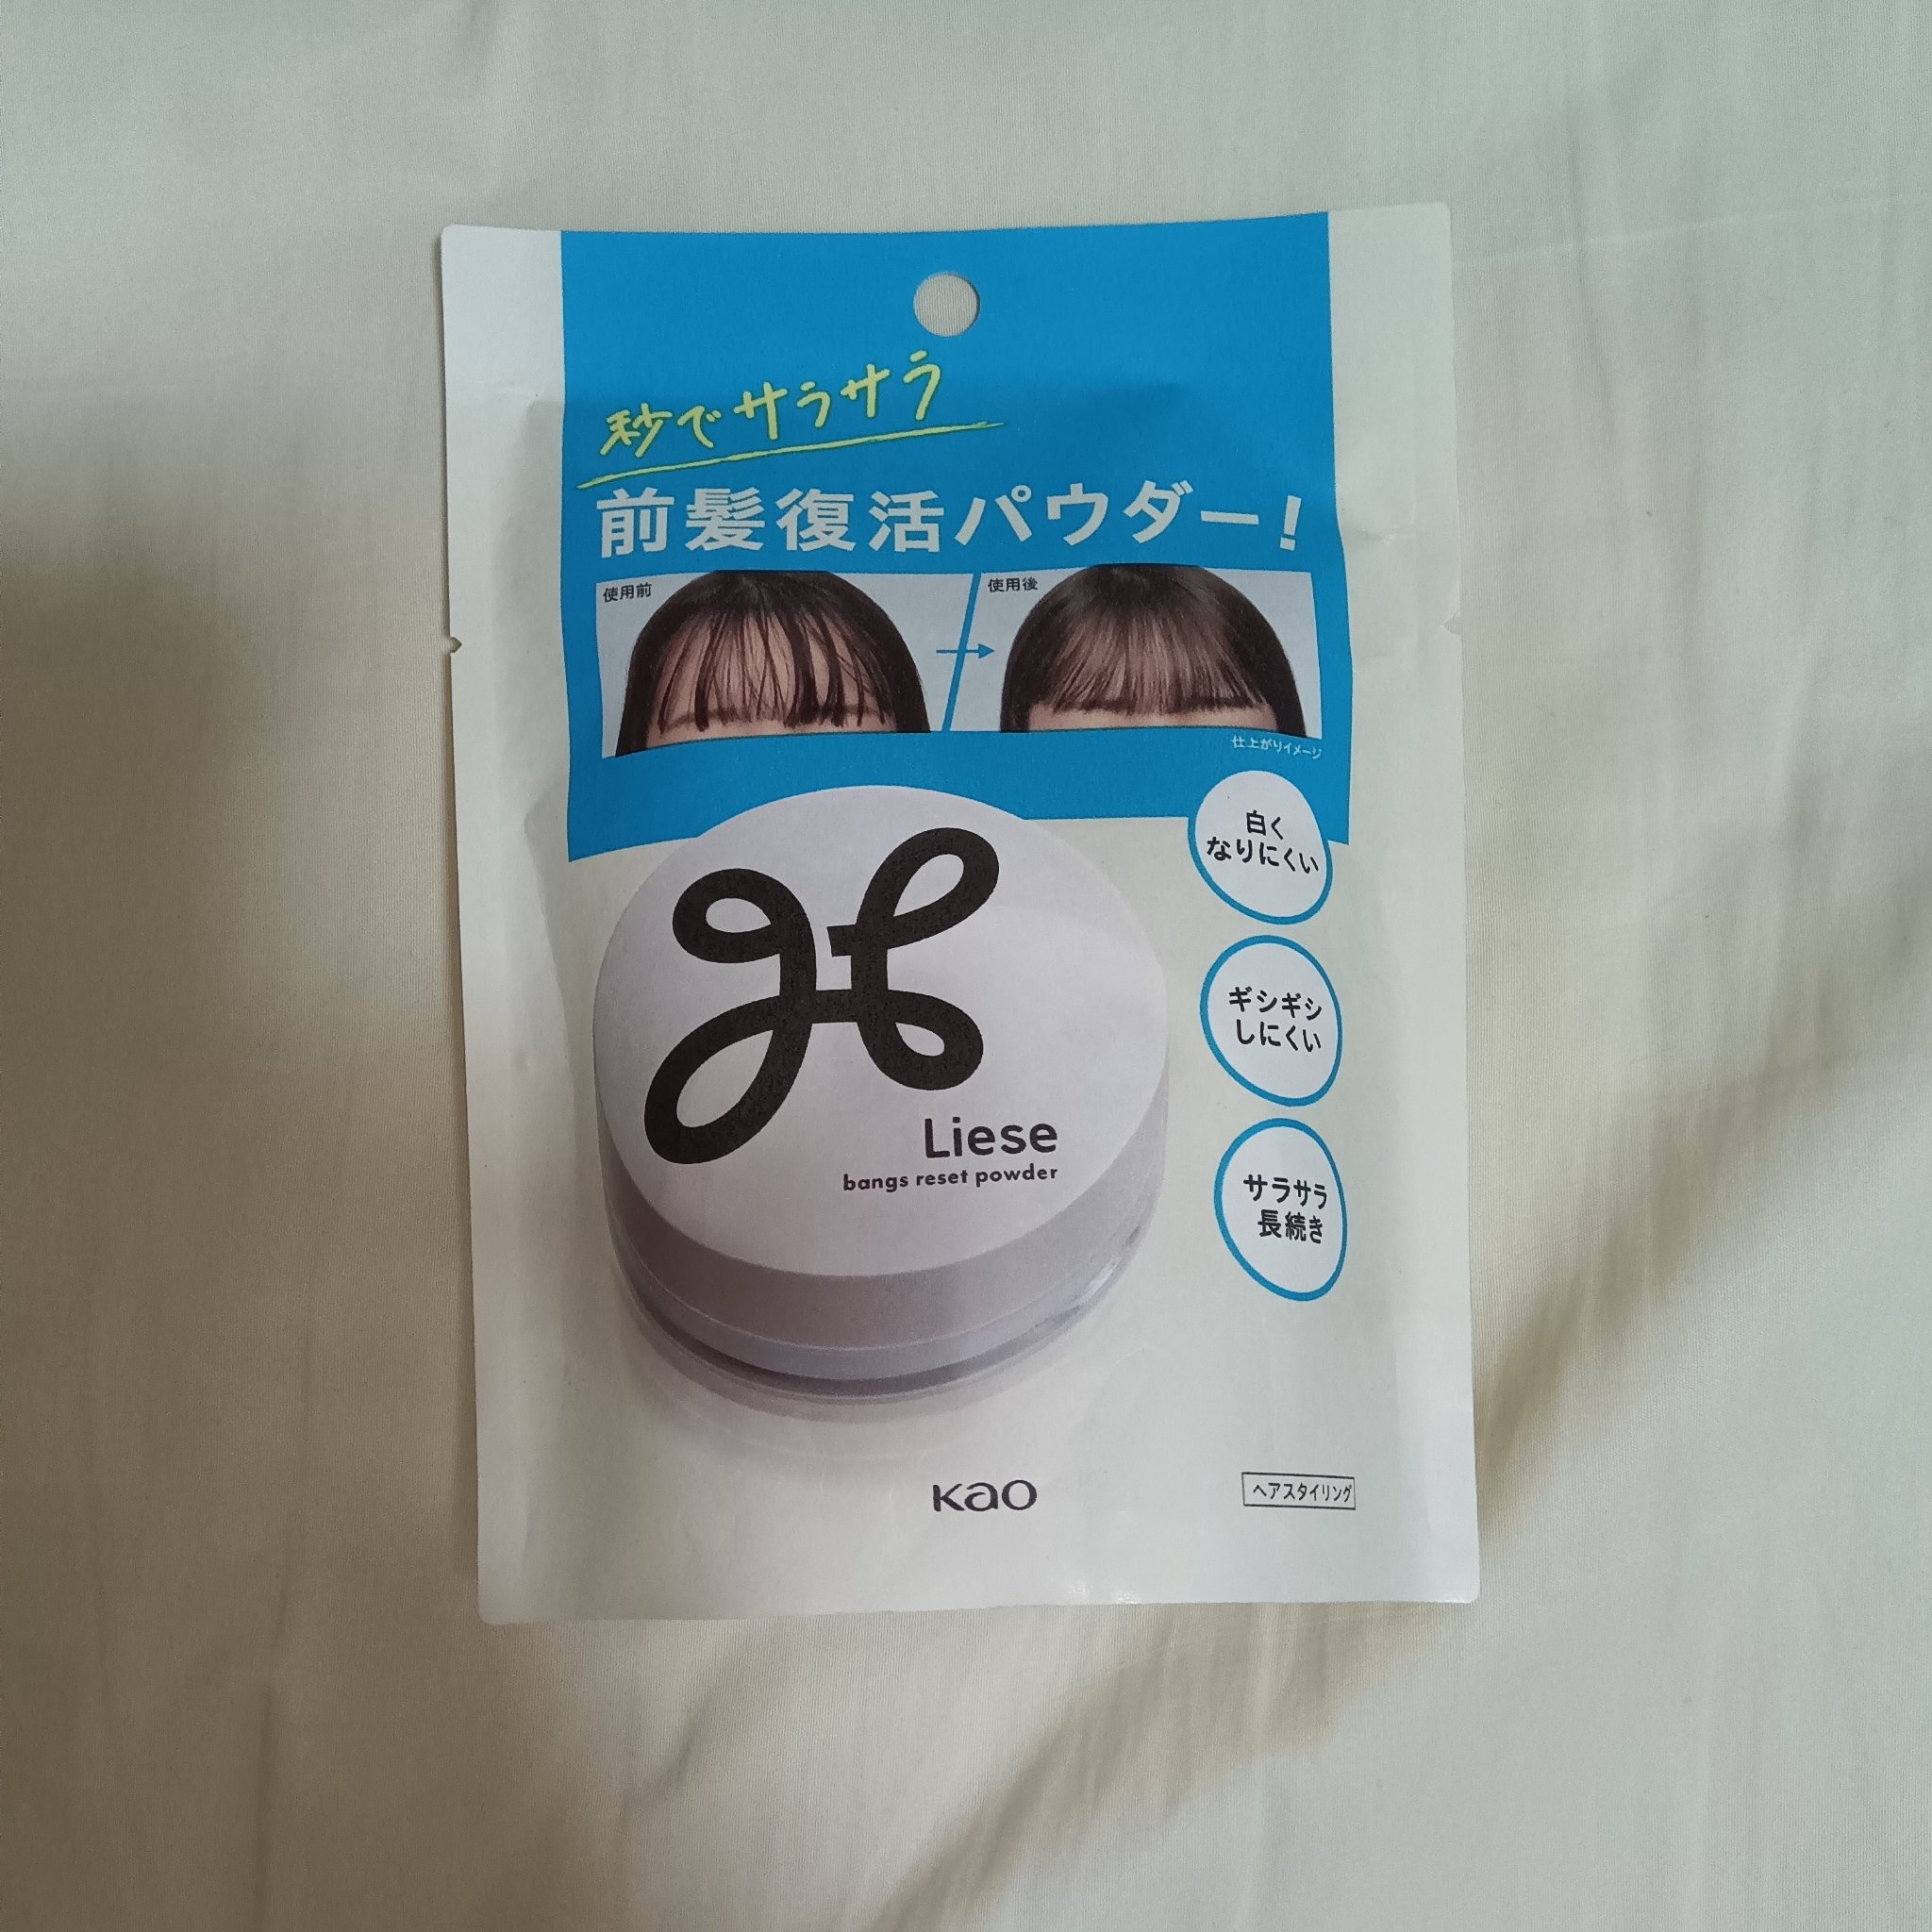 秒でサラサラ
前髪復活パウダー!
使用前
使用後
仕上がりイメージ
白く
なりにくい
ギシギシ
しにくい
サラサラ
長続き
Liese
bangs reset powder
Kao
ヘアスタイリング